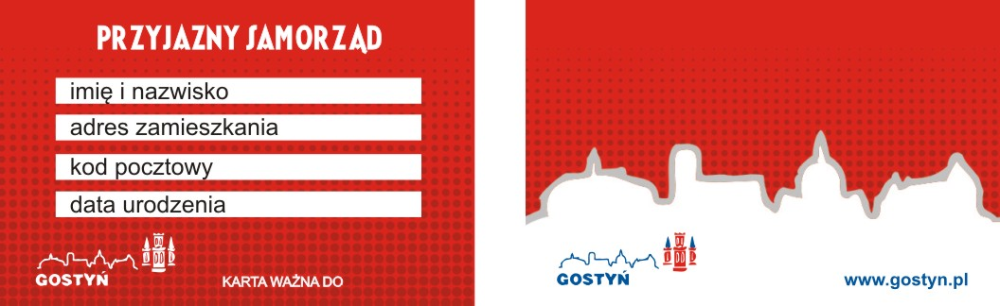 PRZYJAZNY SAMORZĄD
imię i nazwisko
adres zamieszkania
kod pocztowy
data urodzenia
GOSTYŃ
KARTA WAŻNA DO
GOSTYŃ
www.gostyn.pl